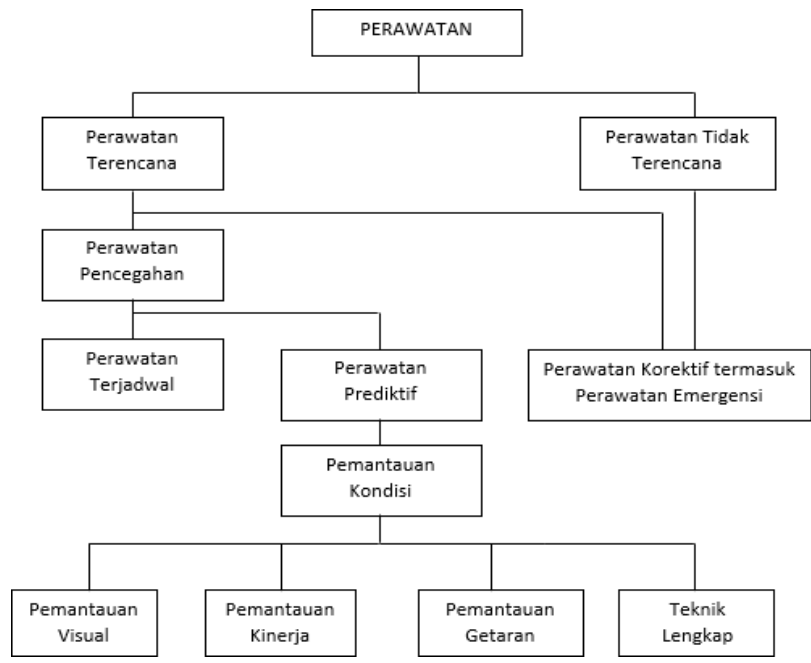 PERAWATAN
Perawatan
Terencana
Perawatan Tidak
Terencana
Perawatan
Pencegahan
Perawatan
Terjadwal
Perawatan
Prediktif
Perawatan Korektif termasuk
Perawatan Emergensi
Pemantauan
Kondisi
Pemantauan
Visual
Pemantauan
Kinerja
Pemantauan
Getaran
Teknik
Lengkap